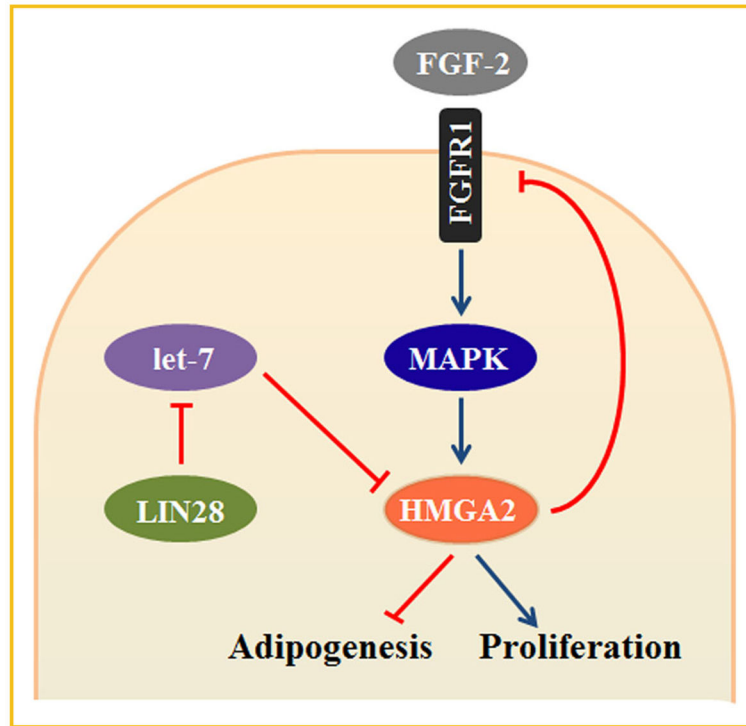 FGF-2
FGFR1
let-7
MAPK
LIN28
HMGA2
Adipogenesis
Proliferation